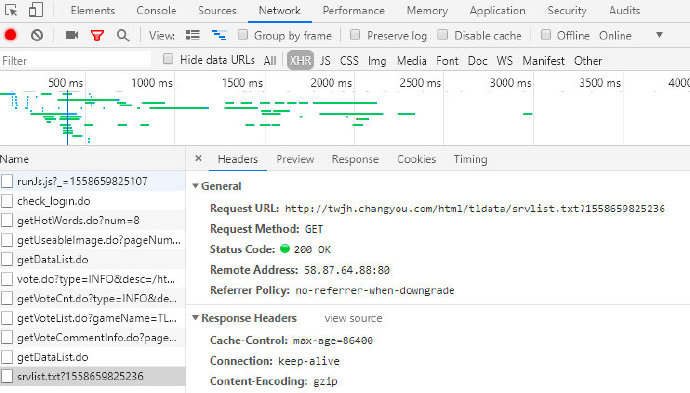 Elements Console Sources Network Performance Memory Application Security Audits
View: Group by frame Preserve log Disable cache Offline Online
Filter Hide data URLs All XHR JS CSS Img Media Font Doc WS Manifest Other
500 ms 1000 ms 1500 ms 2000 ms 2500 ms 3000 ms 3500 ms 4000
Name × Headers Preview Response Cookies Timing
runJs.js?_=1558659825107
check_login.do
getHotWords.do?num=8
getUseableImage.do?pageNum...
getDataList.do
vote.do?type=INFO&desc=/ht...
getVoteCnt.do?type=INFO&de...
getVoteList.do?gameName=TL...
getVoteCommentInfo.do?page...
getDataList.do
srvlist.txt?1558659825236
General
Request URL: http://twjh.changyou.com/html/tldata/srvlist.txt?1558659825236
Request Method: GET
Status Code: 200 OK
Remote Address: 58.87.64.88:80
Referrer Policy: no-referrer-when-downgrade
Response Headers view source
Cache-Control: max-age=86400
Connection: keep-alive
Content-Encoding: gzip